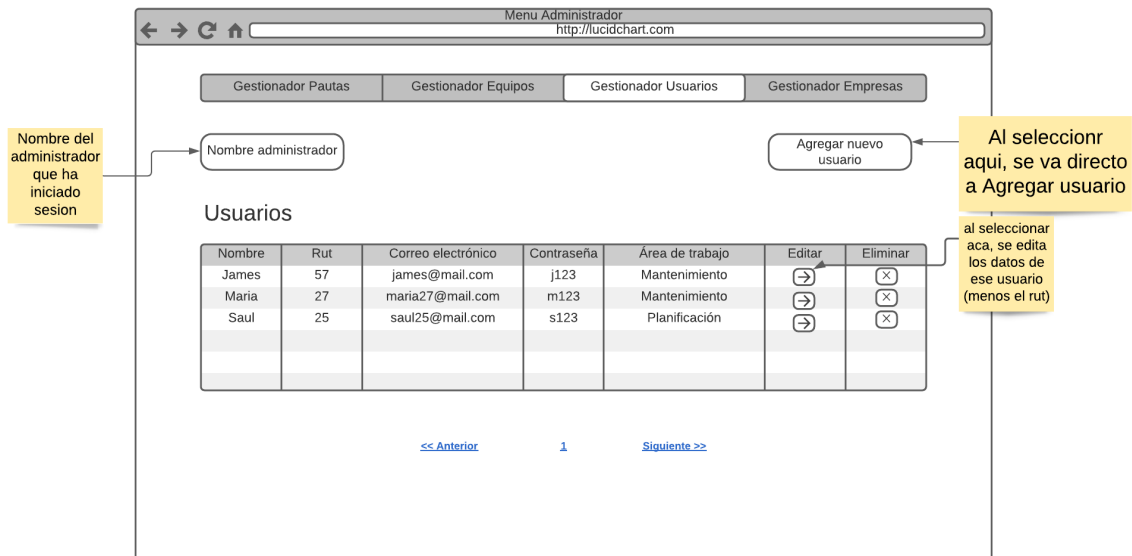 Menu Administrador
http://lucidchart.com
Gestionador Pautas
Gestionador Equipos
Gestionador Usuarios
Gestionador Empresas
Nombre del
administrador
que ha
iniciado
sesion
Nombre administrador
Agregar nuevo
usuario
Al seleccionr
aqui, se va directo
a Agregar usuario
Usuarios
al seleccionar
aca, se edita
los datos de
ese usuario
(menos el rut)
Nombre Rut Correo electrónico Contraseña Área de trabajo Editar Eliminar
James 57 james@mail.com j123 Mantenimiento
Maria 27 maria27@mail.com m123 Mantenimiento
Saul 25 saul25@mail.com s123 Planificación
<< Anterior 1 Siguiente >>